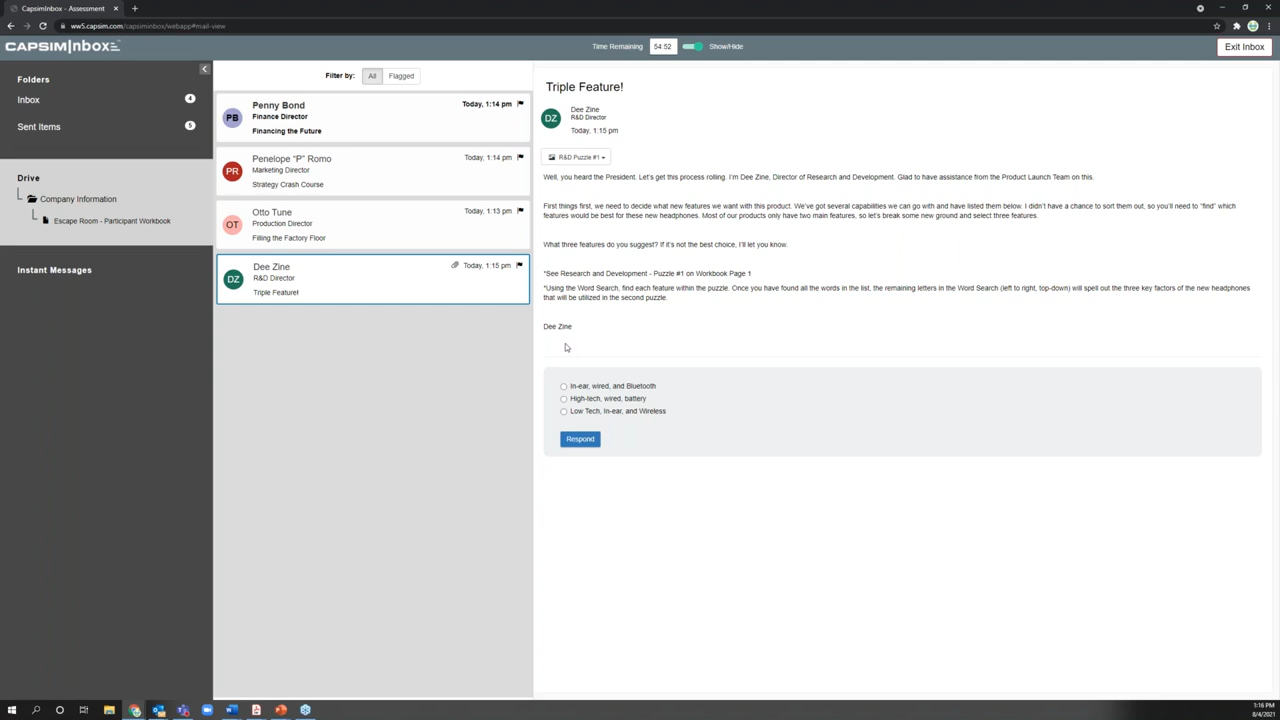 CapsimInbox - Assessment
ww5.capsim.com/capsiminbox/webapp#mail-view
CAPSIMInbox
Time Remaining 54:52 Show/Hide
Exit Inbox
Folders
Inbox 4
Sent Items 5
Drive
Company Information
Escape Room - Participant Workbook
Instant Messages
Filter by: All Flagged
PB
Penny Bond Today, 1:14 pm
Finance Director
Financing the Future
PR
Penelope “P” Romo Today, 1:14 pm
Marketing Director
Strategy Crash Course
OT
Otto Tune Today, 1:13 pm
Production Director
Filling the Factory Floor
DZ
Dee Zine Today, 1:15 pm
R&D Director
Triple Feature!
Triple Feature!
DZ
Dee Zine
R&D Director
Today, 1:15 pm
R&D Puzzle #1
Well, you heard the President. Let's get this process rolling. I'm Dee Zine, Director of Research and Development. Glad to have assistance from the Product Launch Team on this.
First things first, we need to decide what new features we want with this product. We've got several capabilities we can go with and have listed them below. I didn't have a chance to sort them out, so you'll need to “find” which
features would be best for these new headphones. Most of our products only have two main features, so let's break some new ground and select three features.
What three features do you suggest? If it's not the best choice, I'll let you know.
*See Research and Development - Puzzle #1 on Workbook Page 1
*Using the Word Search, find each feature within the puzzle. Once you have found all the words in the list, the remaining letters in the Word Search (left to right, top-down) will spell out the three key factors of the new headphones
that will be utilized in the second puzzle.
Dee Zine
In-ear, wired, and Bluetooth
High-tech, wired, battery
Low Tech, In-ear, and Wireless
Respond
1:16 PM
8/4/2021